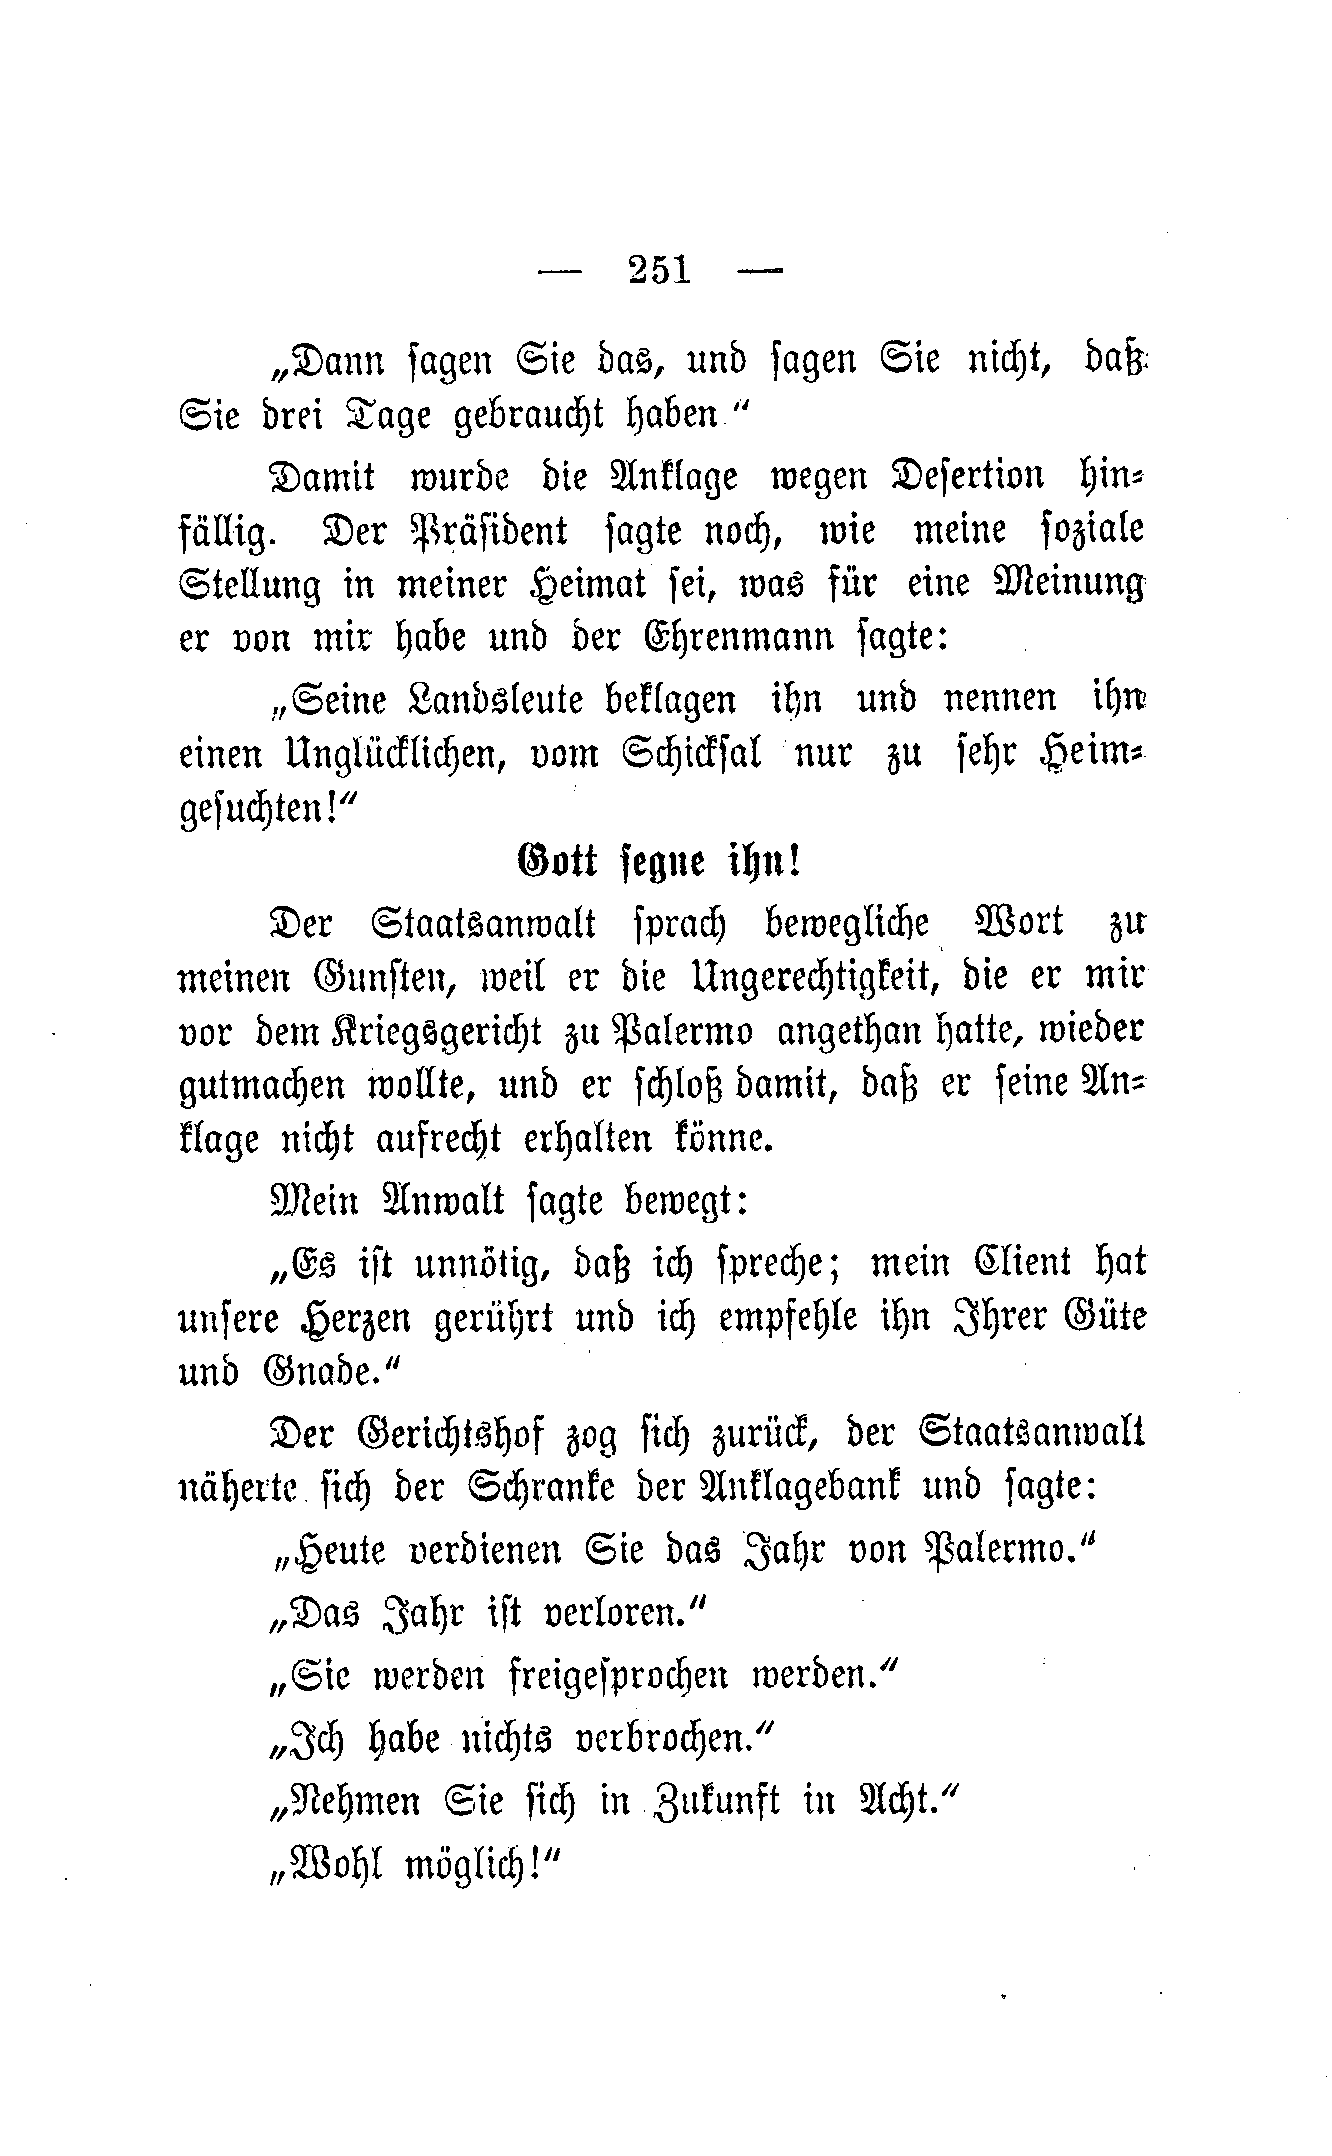 — 251 —
„Dann sagen Sie das, und sagen Sie nicht, daß
Sie drei Tage gebraucht haben “
Damit wurde die Anklage wegen Desertion hin-
fällig. Der Präsident sagte noch, wie meine soziale
Stellung in meiner Heimat sei, was für eine Meinung
er von mir habe und der Ehrenmann sagte:
„Seine Landsleute beklagen ihn und nennen ihn
einen Unglücklichen, vom Schicksal nur zu sehr Heim-
gesuchten!“
Gott segne ihn!
Der Staatsanwalt sprach bewegliche Wort zu
meinen Gunsten, weil er die Ungerechtigkeit, die er mir
vor dem Kriegsgericht zu Palermo angethan hatte, wieder
gutmachen wollte, und er schloß damit, daß er seine An-
klage nicht aufrecht erhalten könne.
Mein Anwalt sagte bewegt:
„Es ist unnötig, daß ich spreche; mein Client hat
unsere Herzen gerührt und ich empfehle ihn Ihrer Güte
und Gnade.“
Der Gerichtshof zog sich zurück, der Staatsanwalt
näherte sich der Schranke der Anklagebank und sagte:
„Heute verdienen Sie das Jahr von Palermo.“
„Das Jahr ist verloren.“
„Sie werden freigesprochen werden.“
„Ich habe nichts verbrochen.“
„Nehmen Sie sich in Zukunft in Acht.“
„Wohl möglich!“